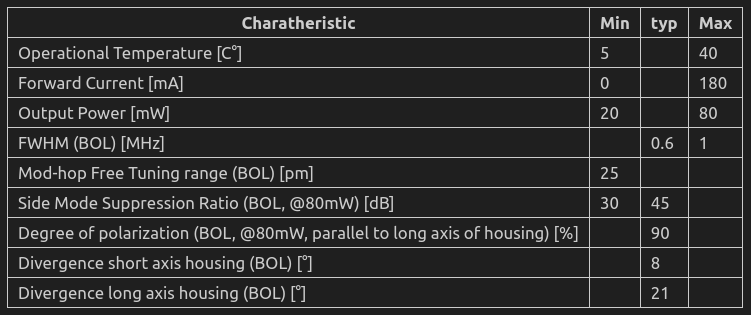 Charatheristic Min typ Max
Operational Temperature [C°] 5 40
Forward Current [mA] 0 180
Output Power [mW] 20 80
FWHM (BOL) [MHz] 0.6 1
Mod-hop Free Tuning range (BOL) [pm] 25
Side Mode Suppression Ratio (BOL, @80mW) [dB] 30 45
Degree of polarization (BOL, @80mW, parallel to long axis of housing) [%] 90
Divergence short axis housing (BOL) [°] 8
Divergence long axis housing (BOL) [°] 21